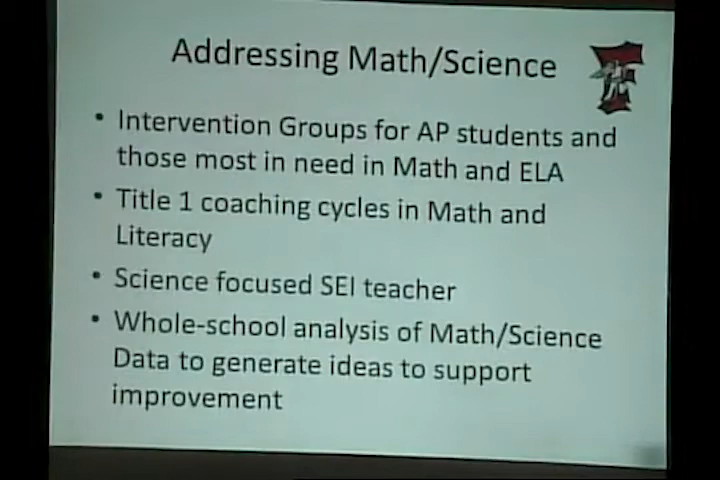 Addressing Math/Science
• Intervention Groups for AP students and
those most in need in Math and ELA
• Title 1 coaching cycles in Math and
Literacy
• Science focused SEI teacher
• Whole-school analysis of Math/Science
Data to generate ideas to support
improvement